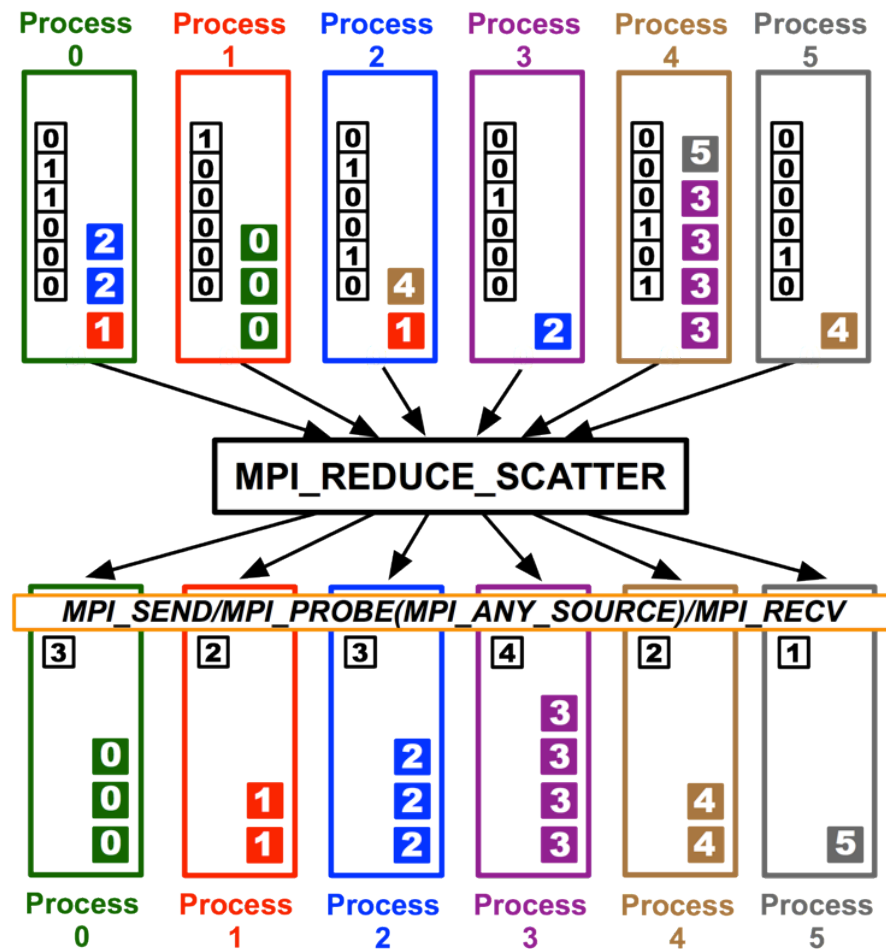 Process Process Process Process Process Process
0 1 2 3 4 5
0 1 0 0 0 5 0
1 0 1 0 0 0
1 0 0 1 0 3 0
0 2 0 0 0 0 1 3 0
0 0 1 0 0 1
0 2 0 0 0 4 0 1 3 0
1 0 1 2 3 4
MPI_REDUCE_SCATTER
MPI_SEND/MPI_PROBE(MPI_ANY_SOURCE)/MPI_RECV
3 2 3 4 2 1
3
0 2 3
0 1 2 3 4
0 1 2 3 4 5
Process Process Process Process Process Process
0 1 2 3 4 5